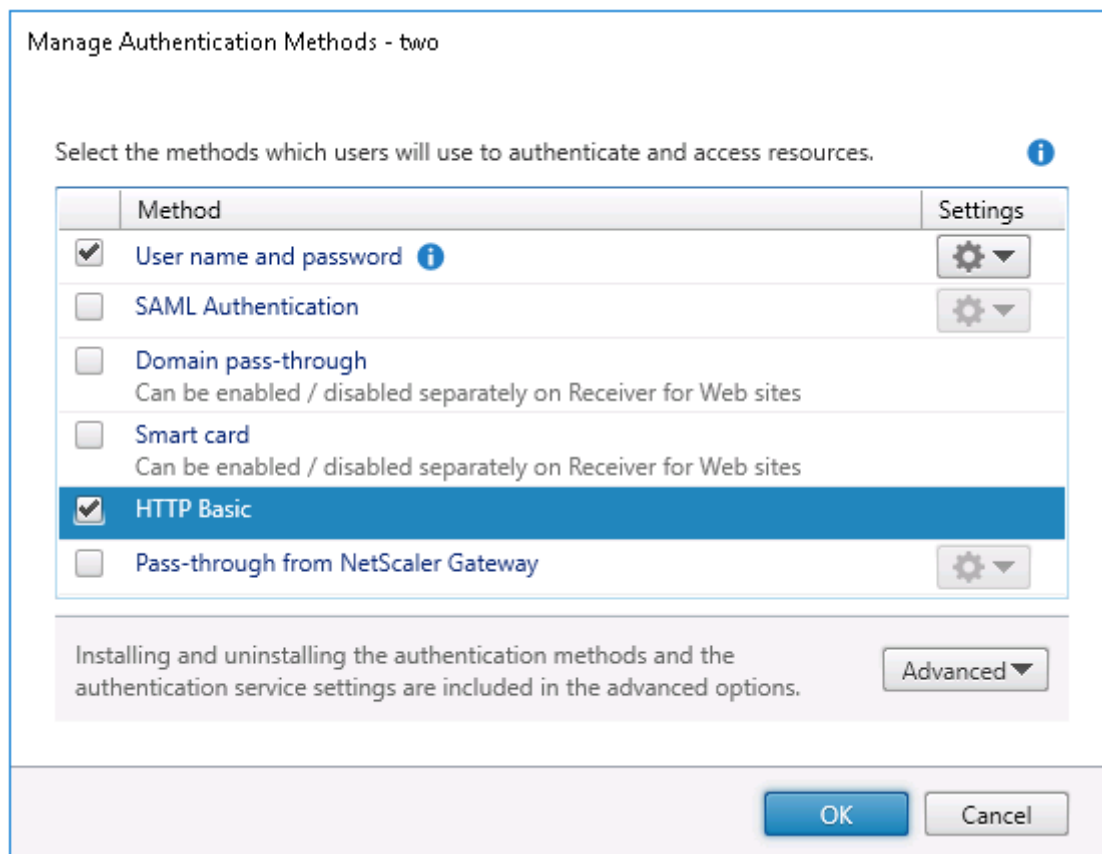 Manage Authentication Methods - two
Select the methods which users will use to authenticate and access resources.
Method Settings
User name and password
SAML Authentication
Domain pass-through
Can be enabled / disabled separately on Receiver for Web sites
Smart card
Can be enabled / disabled separately on Receiver for Web sites
HTTP Basic
Pass-through from NetScaler Gateway
Installing and uninstalling the authentication methods and the
authentication service settings are included in the advanced options.
Advanced
OK Cancel